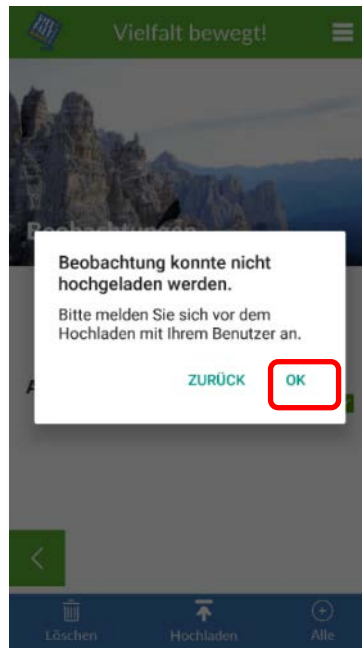 Vielfalt bewegt!
Beobachtungen
Beobachtung konnte nicht
hochgeladen werden.
Bitte melden Sie sich vor dem
Hochladen mit Ihrem Benutzer an.
ZURÜCK OK
Löschen Hochladen Alle